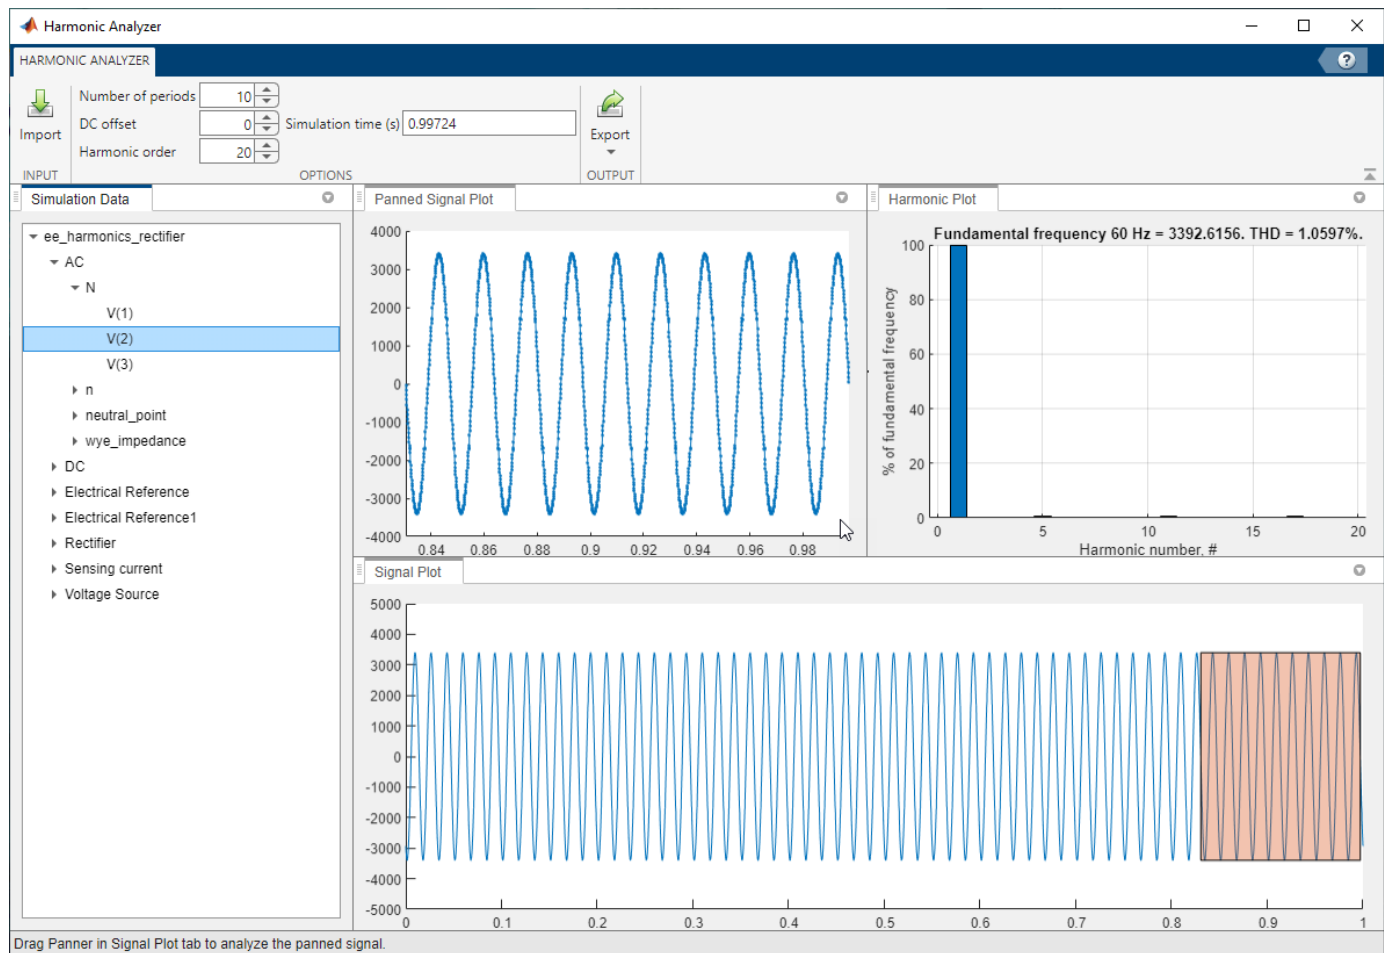 Harmonic Analyzer
HARMONIC ANALYZER
?
Import
Number of periods 10
DC offset 0
Harmonic order 20
Simulation time (s) 0.99724
Export
INPUT
OPTIONS
OUTPUT
Simulation Data
ee_harmonics_rectifier
AC
N
V(1)
V(2)
V(3)
n
neutral_point
wye_impedance
DC
Electrical Reference
Electrical Reference1
Rectifier
Sensing current
Voltage Source
Panned Signal Plot
4000
3000
2000
1000
0
-1000
-2000
-3000
-4000
0.84 0.86 0.88 0.9 0.92 0.94 0.96 0.98
Harmonic Plot
Fundamental frequency 60 Hz = 3392.6156. THD = 1.0597%.
% of fundamental frequency
100
80
60
40
20
0
0 5 10 15 20
Harmonic number, #
Signal Plot
5000
4000
3000
2000
1000
0
-1000
-2000
-3000
-4000
-5000
0 0.1 0.2 0.3 0.4 0.5 0.6 0.7 0.8 0.9 1
Drag Panner in Signal Plot tab to analyze the panned signal.